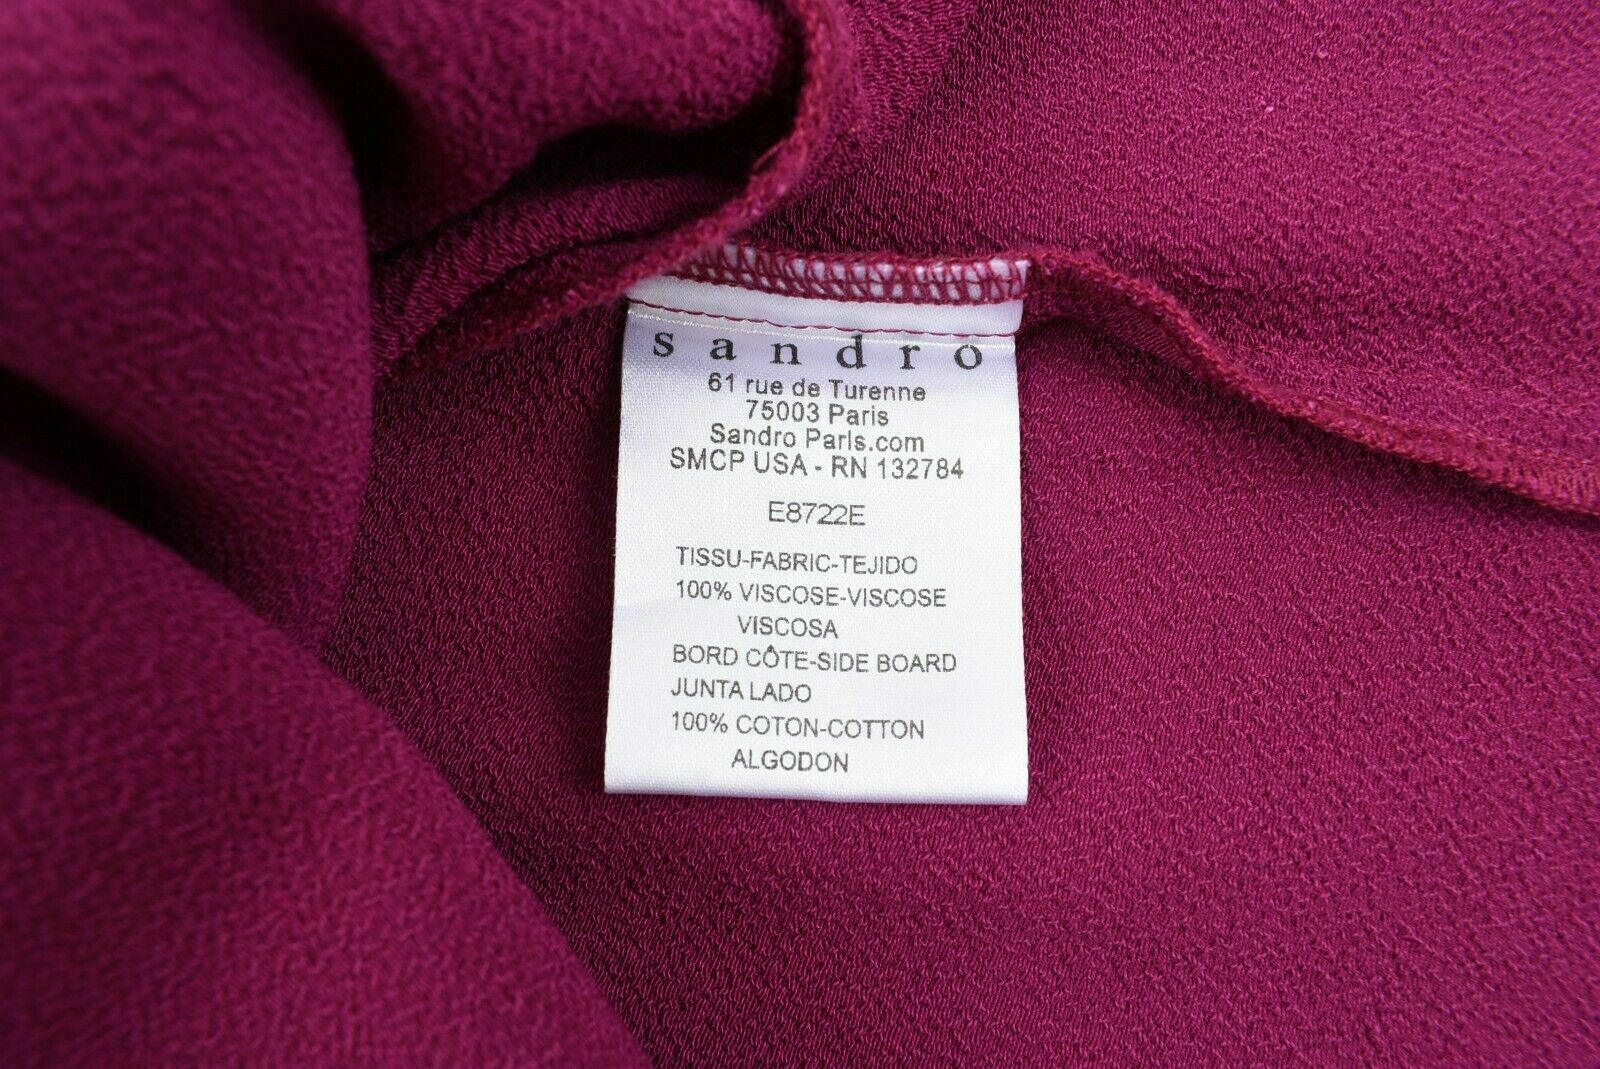 sandro
61 rue de Turenne
75003 Paris
Sandro Paris.com
SMCP USA - RN 132784
E8722E
TISSU-FABRIC-TEJIDO
100% VISCOSE-VISCOSE
VISCOSA
BORD CÔTE-SIDE BOARD
JUNTA LADO
100% COTON-COTTON
ALGODON